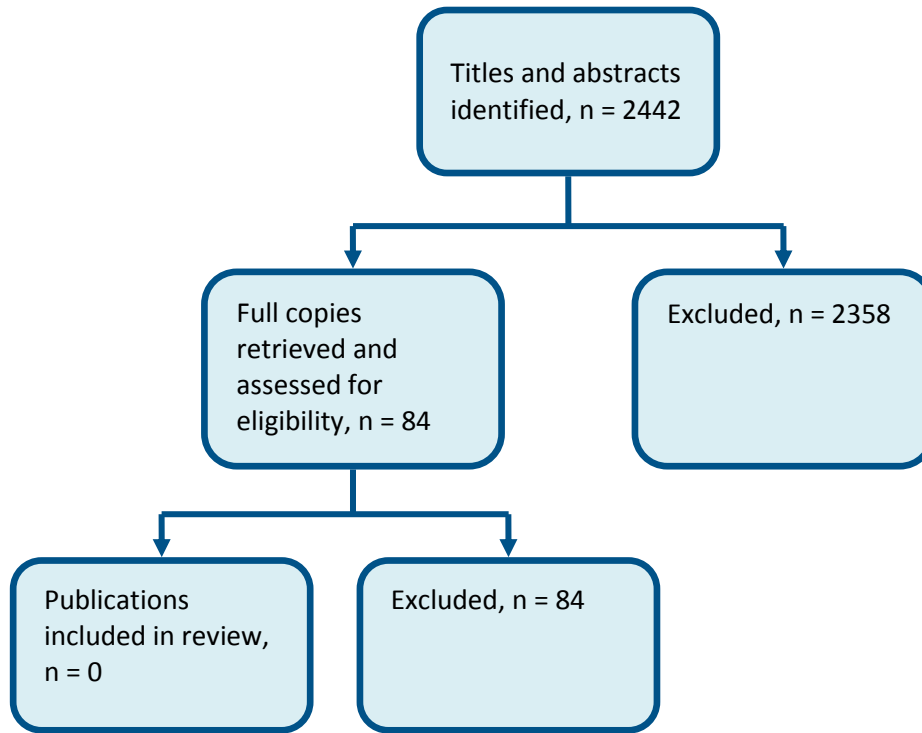 Titles and abstracts
identified, n = 2442
Full copies
retrieved and
assessed for
eligibility, n = 84
Excluded, n = 2358
Publications
included in review,
n = 0
Excluded, n = 84